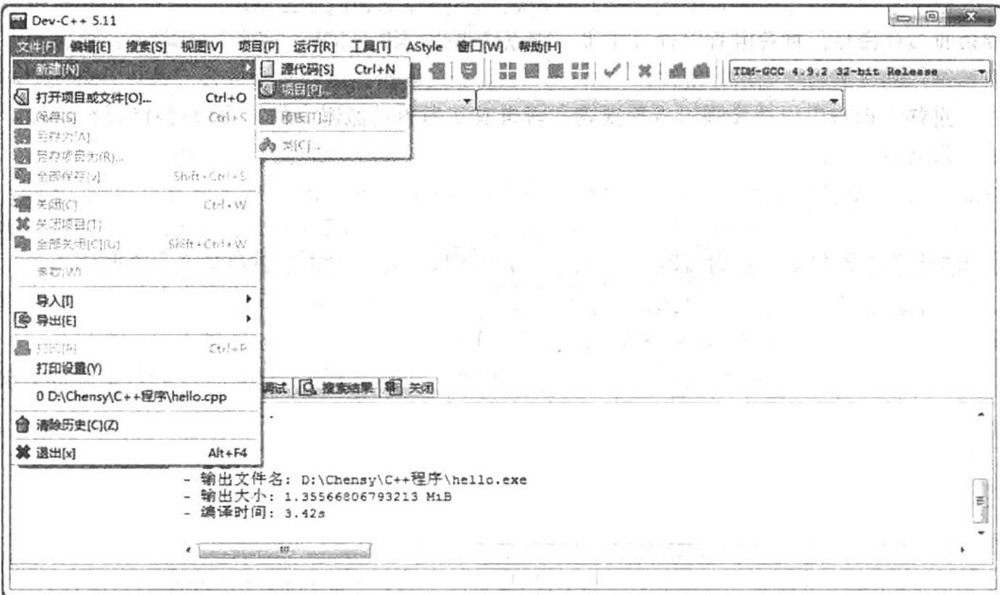 Dev-C++ 5.11
文件[F] 编辑[E] 搜索[S] 视图[V] 项目[P] 运行[R] 工具[T] AStyle 窗口[W] 帮助[H]
新建[N]
源代码[S] Ctrl+N
项目[P]...
模板[T]...
类[C]...
TDM-GCC 4.9.2 32-bit Release
打开项目或文件[O]... Ctrl+O
保存[S] Ctrl+S
另存为[A]...
另存项目为(R)...
全部保存[v] Shift+Ctrl+S
关闭(C) Ctrl+W
关闭项目(T)
全部关闭[C](U) Shift+Ctrl+W
导入[I]
导出[E]
打印[P] Ctrl+P
打印设置(Y)
0 D:\Chensy\C++程序\hello.cpp
清除历史[C](Z)
退出[x] Alt+F4
调试 搜索结果 关闭
- 输出文件名: D:\Chensy\C++程序\hello.exe
- 输出大小: 1.35566806793213 MiB
- 编译时间: 3.42s